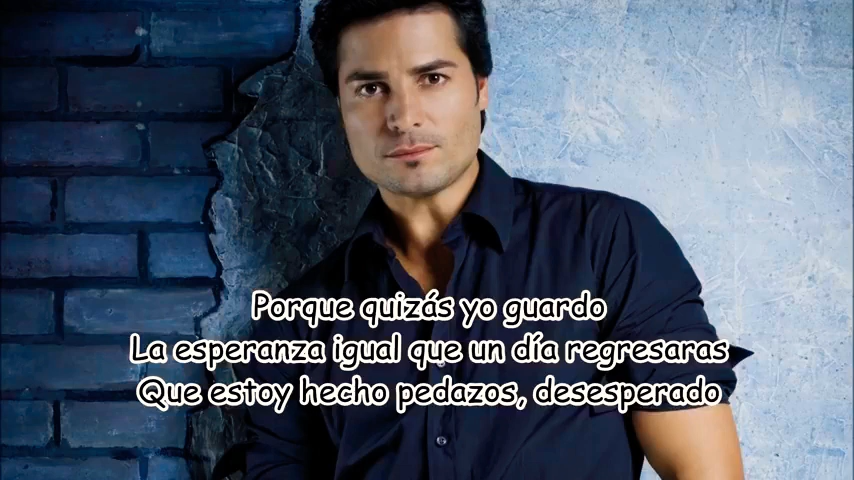 Porque quizás yo guardo
La esperanza igual que un día regresaras
Que estoy hecho pedazos, desesperado